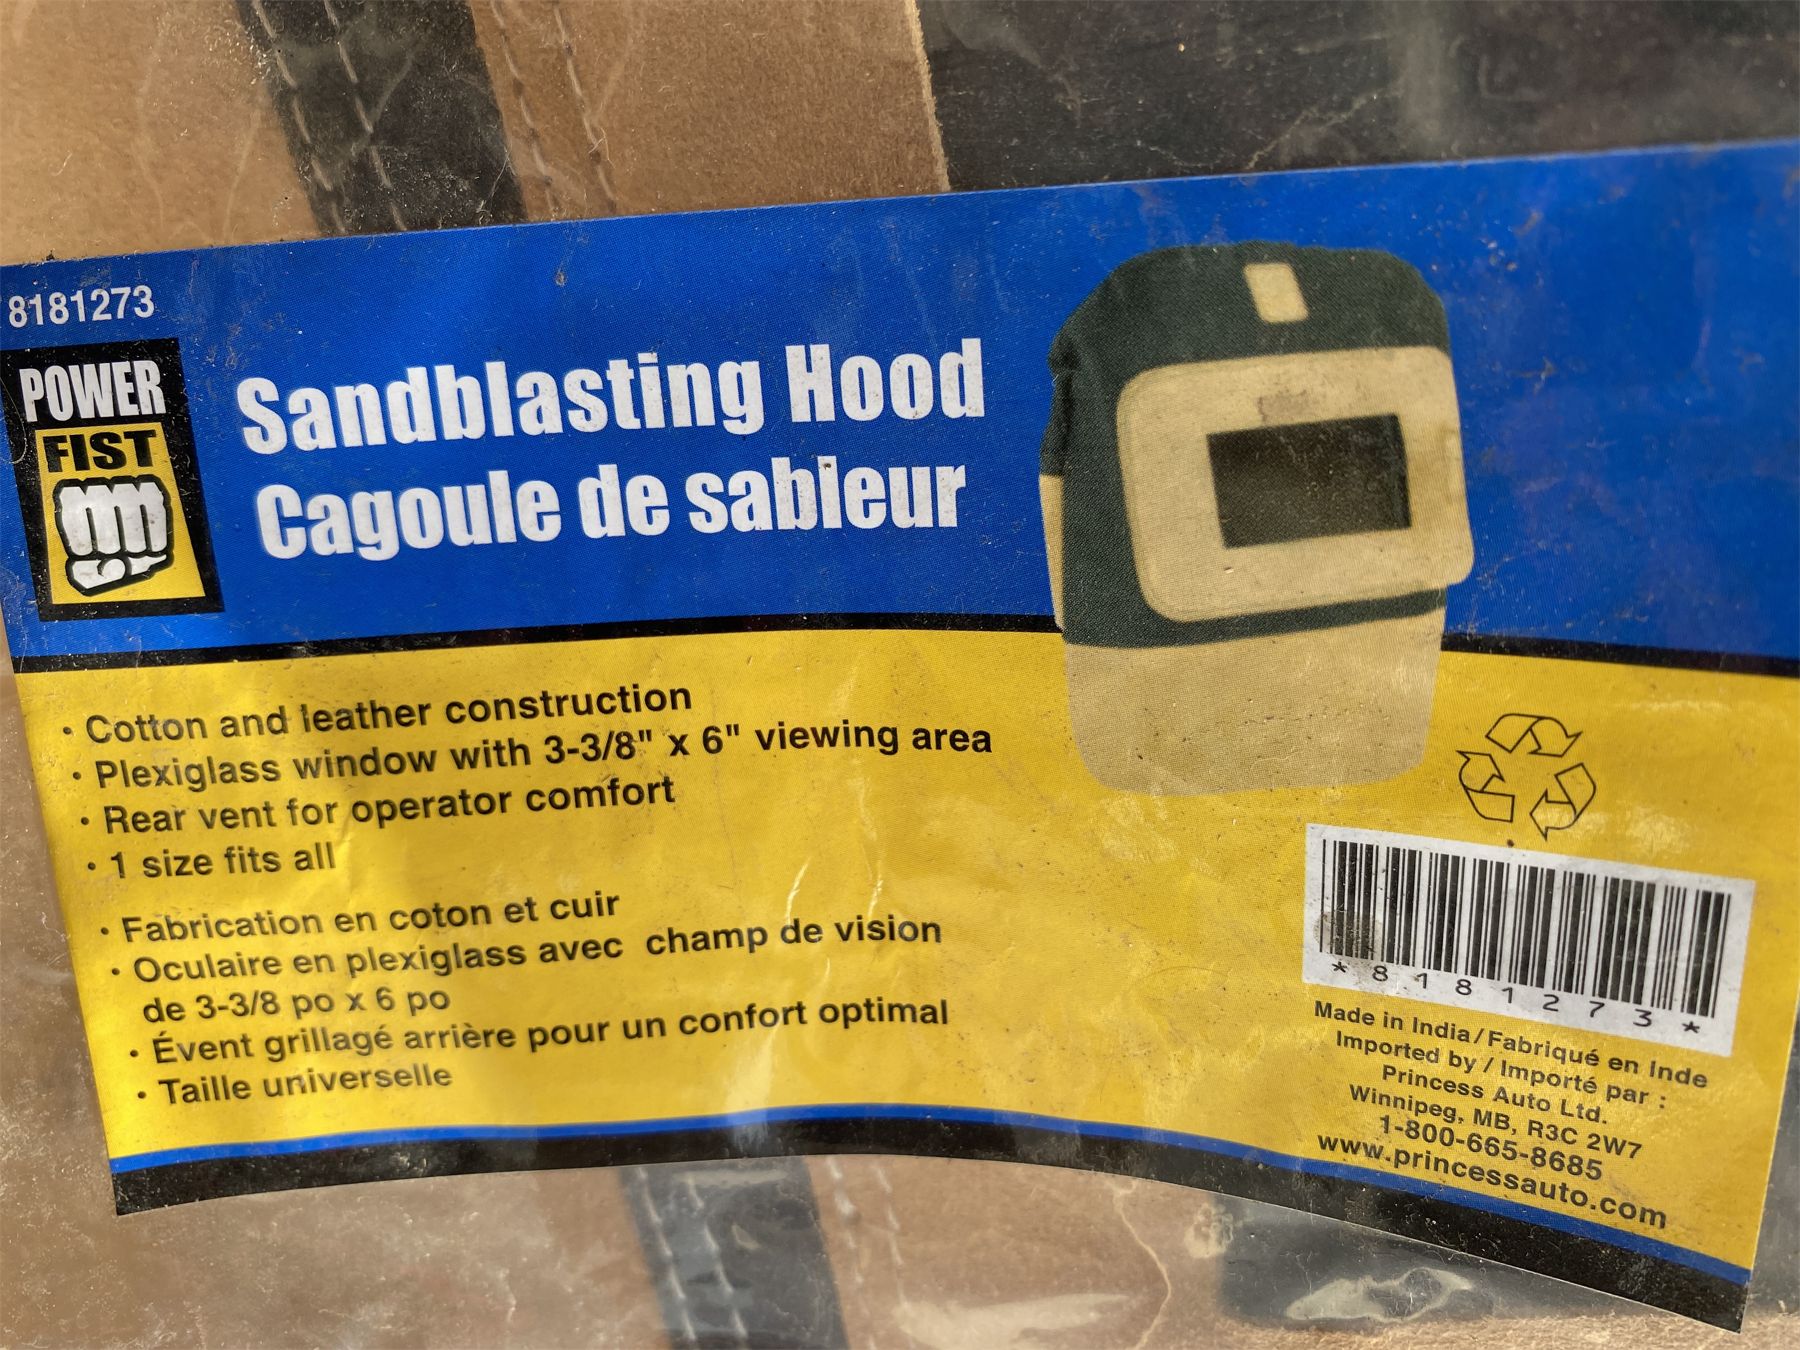 8181273
POWER
FIST
Sandblasting Hood
Cagoule de sableur
• Cotton and leather construction
• Plexiglass window with 3-3/8" x 6" viewing area
• Rear vent for operator comfort
• 1 size fits all
• Fabrication en coton et cuir
• Oculaire en plexiglass avec champ de vision
de 3-3/8 po x 6 po
• Évent grillagé arrière pour un confort optimal
• Taille universelle
*8181273*
Made in India/Fabriqué en Inde
Imported by / Importé par :
Princess Auto Ltd.
Winnipeg, MB, R3C 2W7
1-800-665-8685
www.princessauto.com